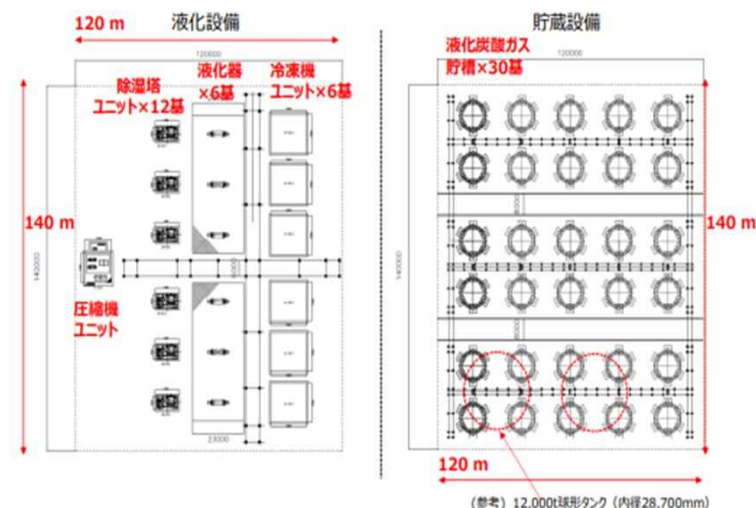 120 m
液化設備
貯蔵設備
120000
120000
除湿塔
ユニット×12基
液化器
×6基
冷凍機
ユニット×6基
液化炭酸ガス
貯槽×30基
140 m
140 m
140000
140000
圧縮機
ユニット
23000
120 m
(参考) 12,000t球形タンク (内径28,700mm)